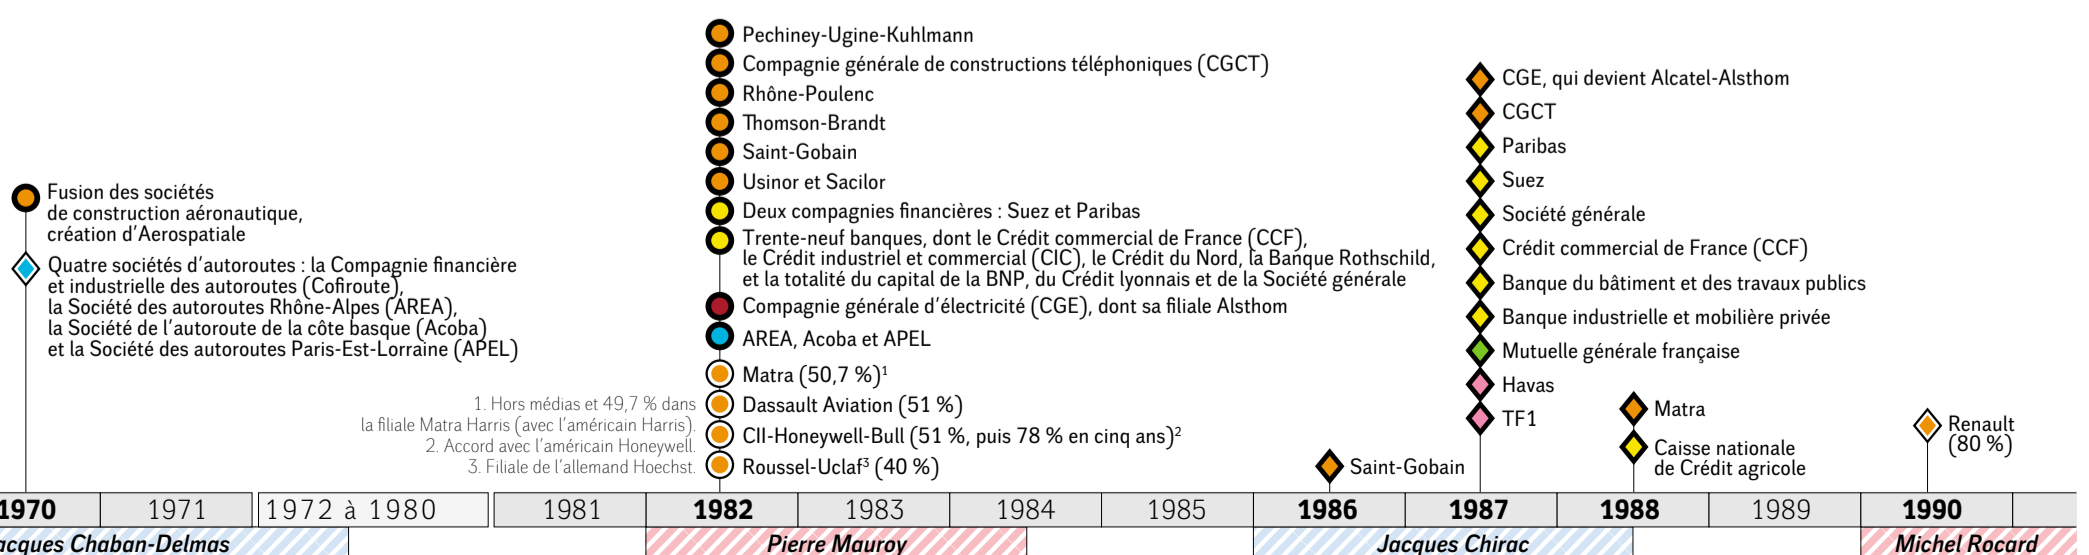 Fusion des sociétés
de construction aéronautique,
création d'Aerospatiale
Quatre sociétés d'autoroutes : la Compagnie financière
et industrielle des autoroutes (Cofiroute),
la Société des autoroutes Rhône-Alpes (AREA),
la Société de l'autoroute de la côte basque (Acoba)
et la Société des autoroutes Paris-Est-Lorraine (APEL)
Pechiney-Ugine-Kuhlmann
Compagnie générale de constructions téléphoniques (CGCT)
Rhône-Poulenc
Thomson-Brandt
Saint-Gobain
Usinor et Sacilor
Deux compagnies financières : Suez et Paribas
Trente-neuf banques, dont le Crédit commercial de France (CCF),
le Crédit industriel et commercial (CIC), le Crédit du Nord, la Banque Rothschild,
et la totalité du capital de la BNP, du Crédit lyonnais et de la Société générale
Compagnie générale d'électricité (CGE), dont sa filiale Alsthom
AREA, Acoba et APEL
Matra (50,7 %)¹
Dassault Aviation (51 %)
CII-Honeywell-Bull (51 %, puis 78 % en cinq ans)²
Roussel-Uclaf³ (40 %)
1. Hors médias et 49,7 % dans
la filiale Matra Harris (avec l'américain Harris).
2. Accord avec l'américain Honeywell.
3. Filiale de l'allemand Hoechst.
Saint-Gobain
CGE, qui devient Alcatel-Alsthom
CGCT
Paribas
Suez
Société générale
Crédit commercial de France (CCF)
Banque du bâtiment et des travaux publics
Banque industrielle et mobilière privée
Mutuelle générale française
Havas
TF1
Matra
Caisse nationale
de Crédit agricole
Renault
(80 %)
1970 1971 1972 à 1980 1981 1982 1983 1984 1985 1986 1987 1988 1989 1990
acques Chaban-Delmas Pierre Mauroy Jacques Chirac Michel Rocard